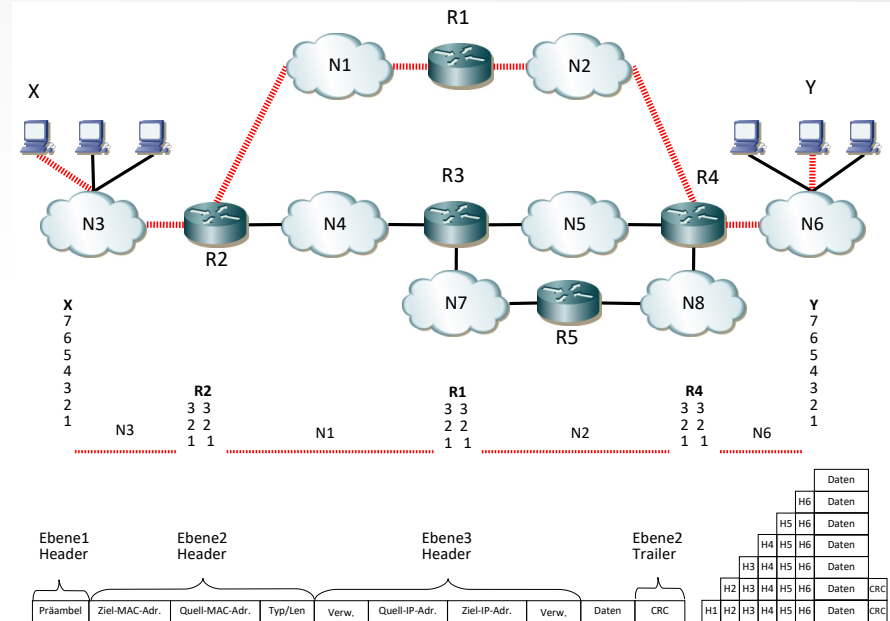 R1
N1
N2
X
Y
R3
R4
N3
N4
N5
N6
R2
N7
N8
R5
X
7
6
5
4
3
2
1
Y
7
6
5
4
3
2
1
R2
3 3
2 2
1 1
R1
3 3
2 2
1 1
R4
3 3
2 2
1 1
N3
N1
N2
N6
Ebene1 Header
Ebene2 Header
Ebene3 Header
Ebene2 Trailer
Präambel Ziel-MAC-Adr. Quell-MAC-Adr. Typ/Len Verw. Quell-IP-Adr. Ziel-IP-Adr. Verw. Daten CRC
Daten
H6 Daten
H5 H6 Daten
H4 H5 H6 Daten
H3 H4 H5 H6 Daten
H2 H3 H4 H5 H6 Daten CRC
H1 H2 H3 H4 H5 H6 Daten CRC